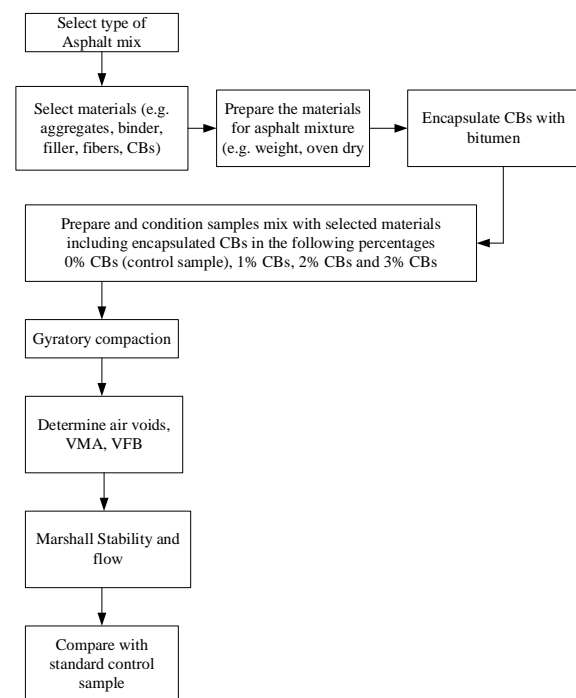 Select type of
Asphalt mix
Select materials (e.g.
aggregates, binder,
filler, fibers, CBs)
Prepare the materials
for asphalt mixture
(e.g. weight, oven dry
Encapsulate CBs with
bitumen
Prepare and condition samples mix with selected materials
including encapsulated CBs in the following percentages
0% CBs (control sample), 1% CBs, 2% CBs and 3% CBs
Gyratory compaction
Determine air voids,
VMA, VFB
Marshall Stability and
flow
Compare with
standard control
sample